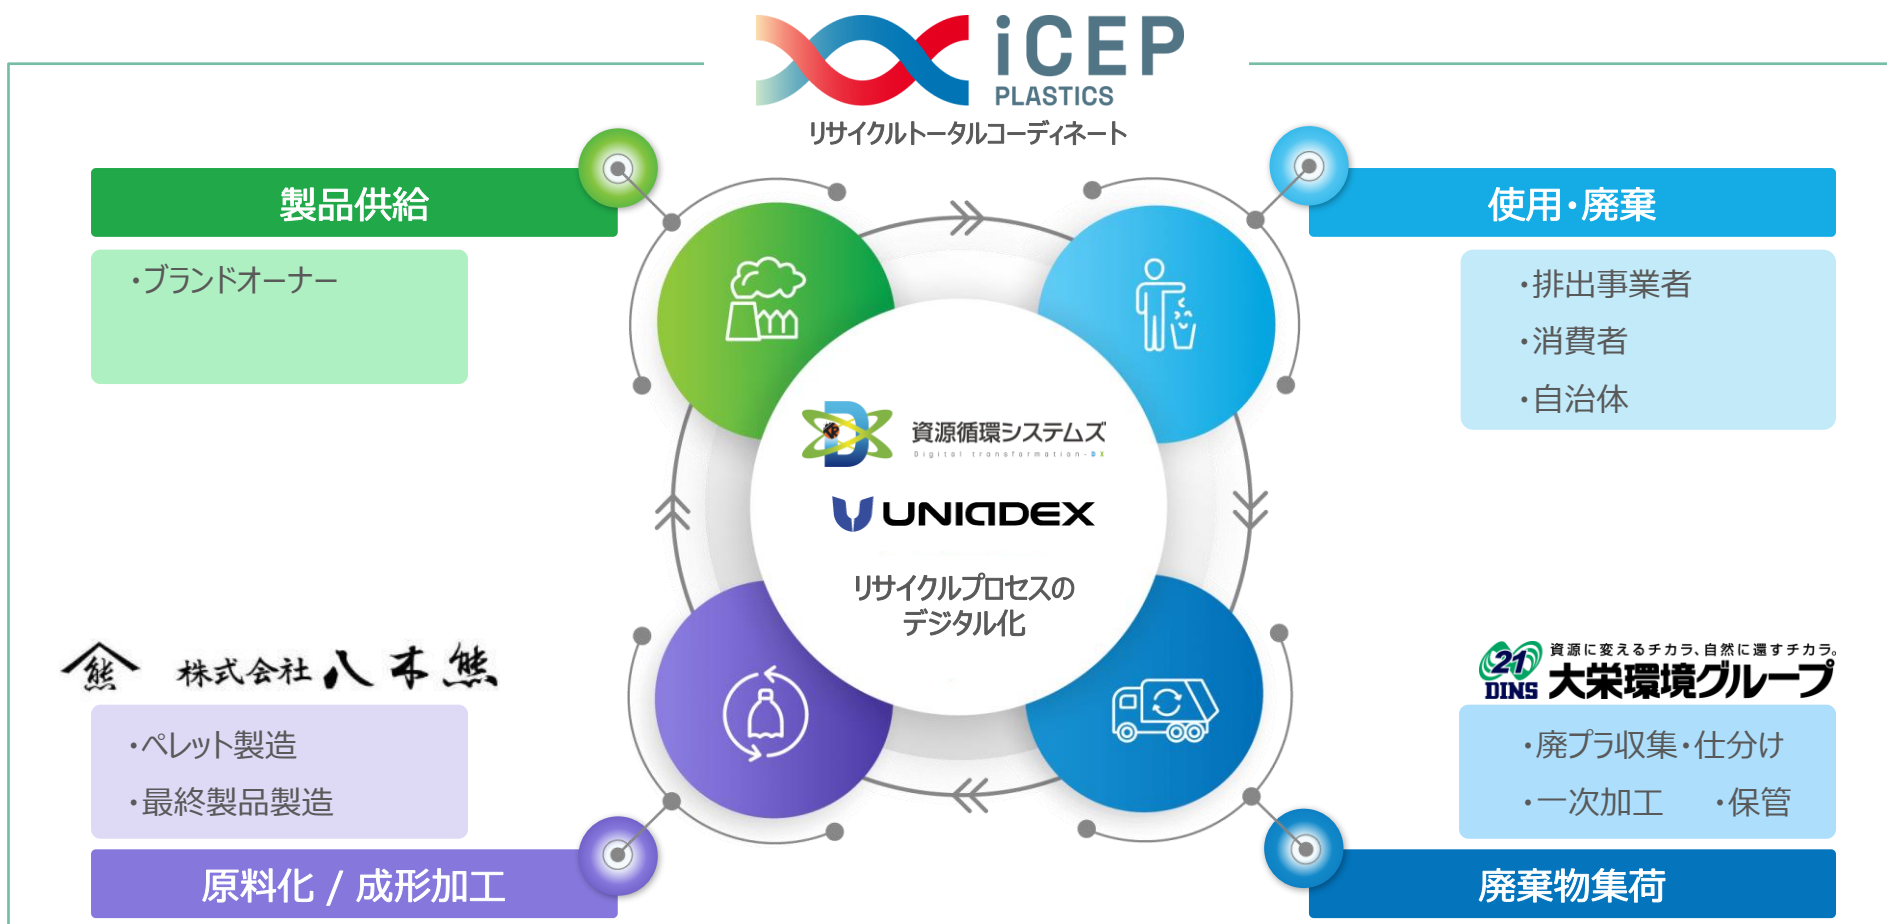 iCEP
PLASTICS
リサイクルトータルコーディネート
製品供給
・ブランドオーナー
使用・廃棄
・排出事業者
・消費者
・自治体
資源循環システムズ
Digital transformation-DX
UNIADEX
リサイクルプロセスの
デジタル化
熊 株式会社八木熊
・ペレット製造
・最終製品製造
原料化 / 成形加工
21 資源に変えるチカラ、自然に還すチカラ。
DINS 大栄環境グループ
・廃プラ収集・仕分け
・一次加工 ・保管
廃棄物集荷